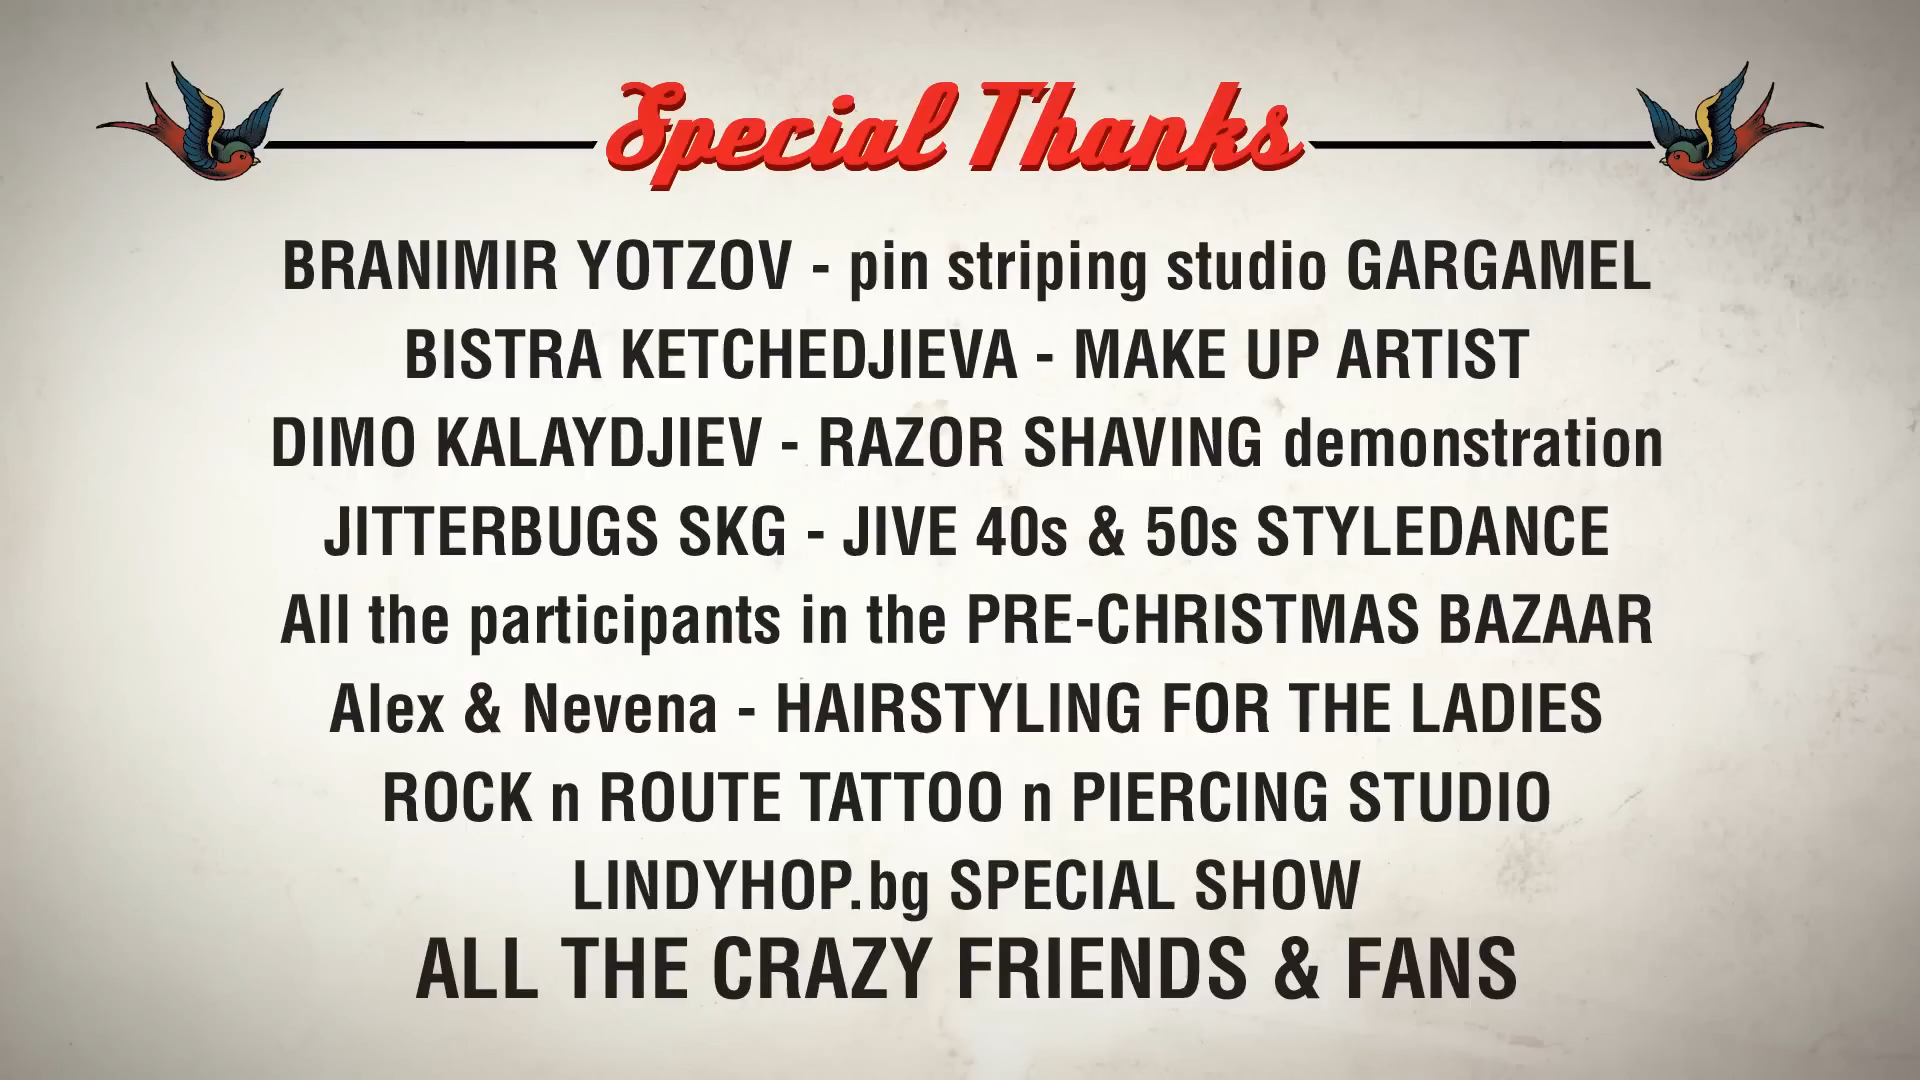 Special Thanks
BRANIMIR YOTZOV - pin striping studio GARGAMEL
BISTRA KETCHEDJIEVA - MAKE UP ARTIST
DIMO KALAYDJIEV - RAZOR SHAVING demonstration
JITTERBUGS SKG - JIVE 40s & 50s STYLEDANCE
All the participants in the PRE-CHRISTMAS BAZAAR
Alex & Nevena - HAIRSTYLING FOR THE LADIES
ROCK n ROUTE TATTOO n PIERCING STUDIO
LINDYHOP.bg SPECIAL SHOW
ALL THE CRAZY FRIENDS & FANS